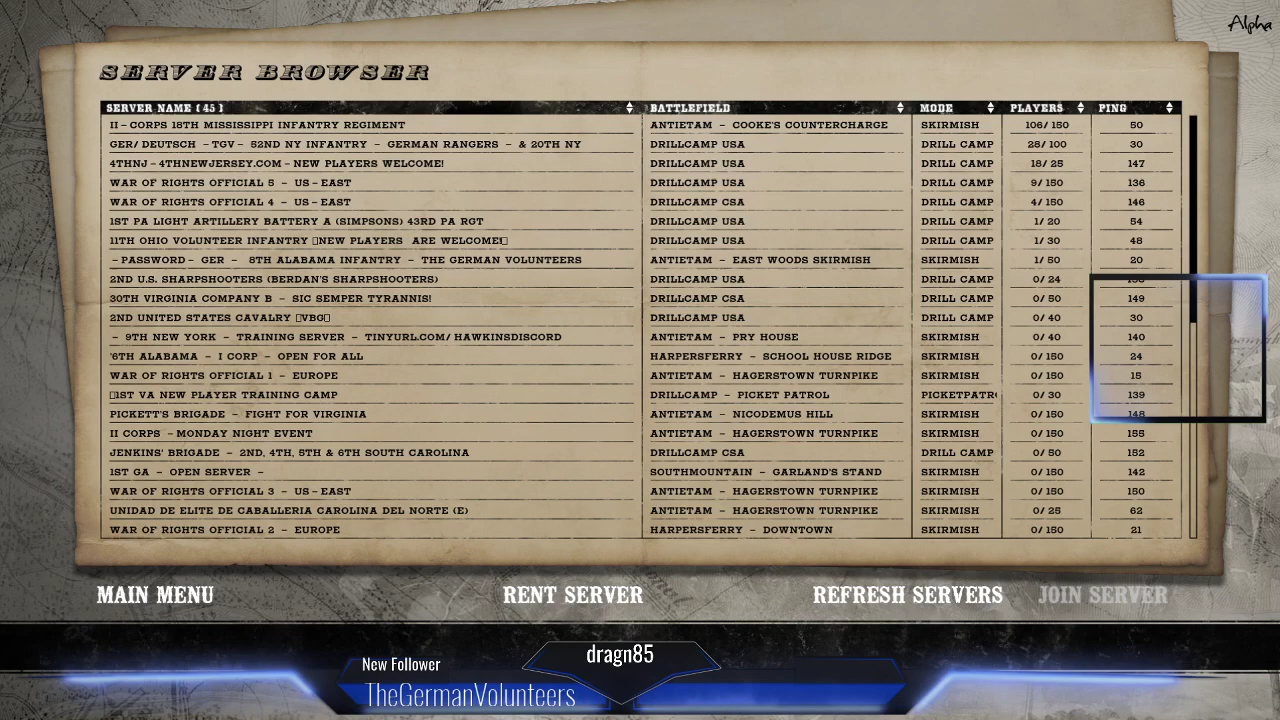 Alpha
SERVER BROWSER
SERVER NAME (45) BATTLEFIELD MODE PLAYERS PING
II-CORPS 18TH MISSISSIPPI INFANTRY REGIMENT ANTIETAM - COOKE'S COUNTERCHARGE SKIRMISH 106/150 50
GER/DEUTSCH -TGV- 52ND NY INFANTRY - GERMAN RANGERS - & 20TH NY DRILLCAMP USA DRILL CAMP 28/100 30
4THNJ-4THNEWJERSEY.COM-NEW PLAYERS WELCOME! DRILLCAMP USA DRILL CAMP 18/25 147
WAR OF RIGHTS OFFICIAL 5 - US-EAST DRILLCAMP USA DRILL CAMP 9/150 136
WAR OF RIGHTS OFFICIAL 4 - US-EAST DRILLCAMP CSA DRILL CAMP 4/150 146
1ST PA LIGHT ARTILLERY BATTERY A (SIMPSONS) 43RD PA RGT DRILLCAMP USA DRILL CAMP 1/20 54
11TH OHIO VOLUNTEER INFANTRY ▯NEW PLAYERS ARE WELCOME!▯ DRILLCAMP USA DRILL CAMP 1/30 48
-PASSWORD- GER - 8TH ALABAMA INFANTRY - THE GERMAN VOLUNTEERS ANTIETAM - EAST WOODS SKIRMISH SKIRMISH 1/50 20
2ND U.S. SHARPSHOOTERS (BERDAN'S SHARPSHOOTERS) DRILLCAMP USA DRILL CAMP 0/24
30TH VIRGINIA COMPANY B - SIC SEMPER TYRANNIS! DRILLCAMP CSA DRILL CAMP 0/50 149
2ND UNITED STATES CAVALRY ▯VBG▯ DRILLCAMP USA DRILL CAMP 0/40 30
- 9TH NEW YORK - TRAINING SERVER - TINYURL.COM/HAWKINSDISCORD ANTIETAM - PRY HOUSE SKIRMISH 0/40 140
'6TH ALABAMA - I CORP - OPEN FOR ALL HARPERSFERRY - SCHOOL HOUSE RIDGE SKIRMISH 0/150 24
WAR OF RIGHTS OFFICIAL 1 - EUROPE ANTIETAM - HAGERSTOWN TURNPIKE SKIRMISH 0/150 15
▯1ST VA NEW PLAYER TRAINING CAMP DRILLCAMP - PICKET PATROL PICKETPATR 0/30 139
PICKETT'S BRIGADE - FIGHT FOR VIRGINIA ANTIETAM - NICODEMUS HILL SKIRMISH 0/150 148
II CORPS -MONDAY NIGHT EVENT ANTIETAM - HAGERSTOWN TURNPIKE SKIRMISH 0/150 155
JENKINS' BRIGADE - 2ND, 4TH, 5TH & 6TH SOUTH CAROLINA DRILLCAMP CSA DRILL CAMP 0/50 152
1ST GA - OPEN SERVER - SOUTHMOUNTAIN - GARLAND'S STAND SKIRMISH 0/150 142
WAR OF RIGHTS OFFICIAL 3 - US-EAST ANTIETAM - HAGERSTOWN TURNPIKE SKIRMISH 0/150 150
UNIDAD DE ELITE DE CABALLERIA CAROLINA DEL NORTE (E) ANTIETAM - HAGERSTOWN TURNPIKE SKIRMISH 0/25 62
WAR OF RIGHTS OFFICIAL 2 - EUROPE HARPERSFERRY - DOWNTOWN SKIRMISH 0/150 21
MAIN MENU RENT SERVER REFRESH SERVERS JOIN SERVER
dragn85
New Follower
TheGermanVolunteers